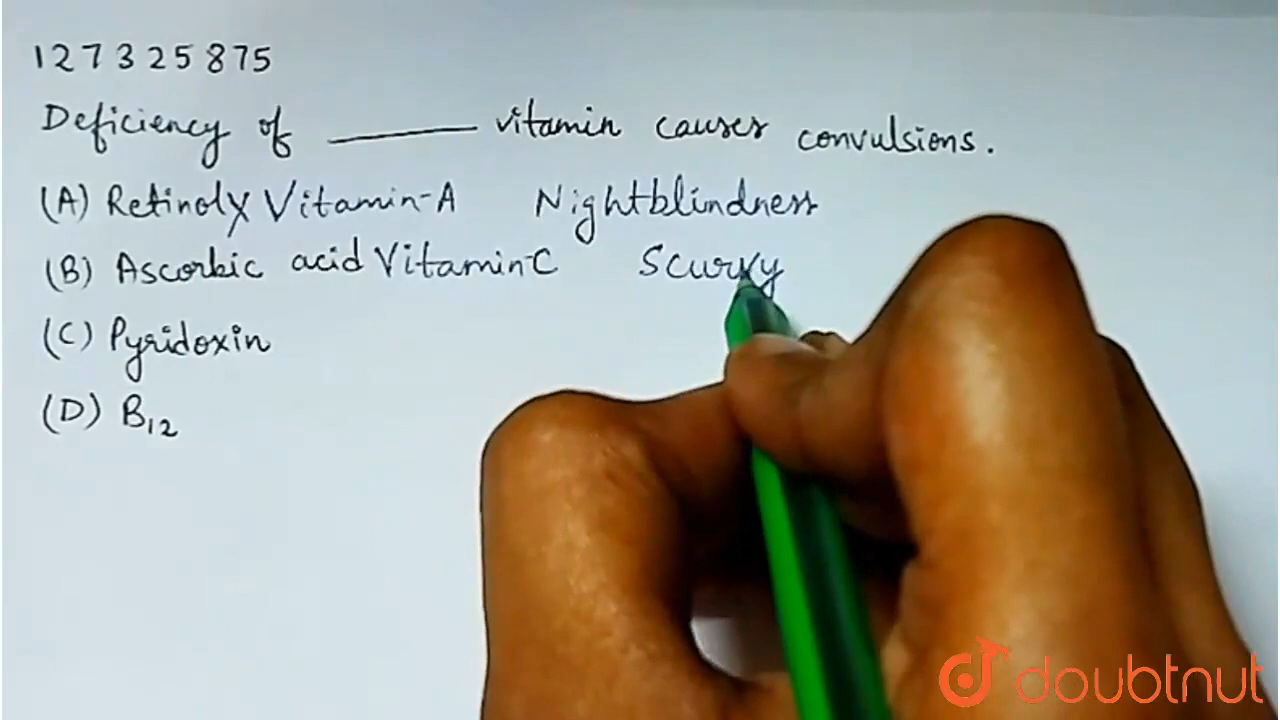 127325875
Deficiency of ______ vitamin causes convulsions.
(A) Retinol X Vitamin-A Nightblindness
(B) Ascorbic acid Vitamin-C Scurvy
(C) Pyridoxin
(D) B12
doubtnut